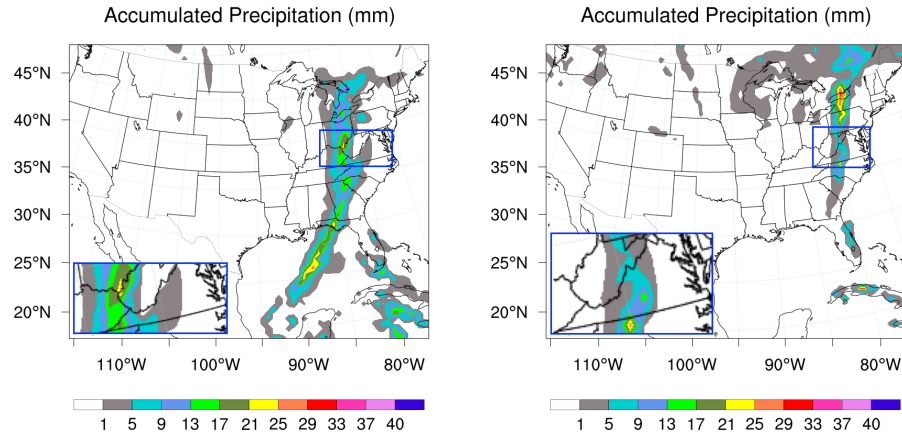 Accumulated Precipitation (mm)
45°N
40°N
35°N
30°N
25°N
20°N
110°W
100°W
90°W
80°W
1 5 9 13 17 21 25 29 33 37 40
Accumulated Precipitation (mm)
45°N
40°N
35°N
30°N
25°N
20°N
110°W
100°W
90°W
80°W
1 5 9 13 17 21 25 29 33 37 40